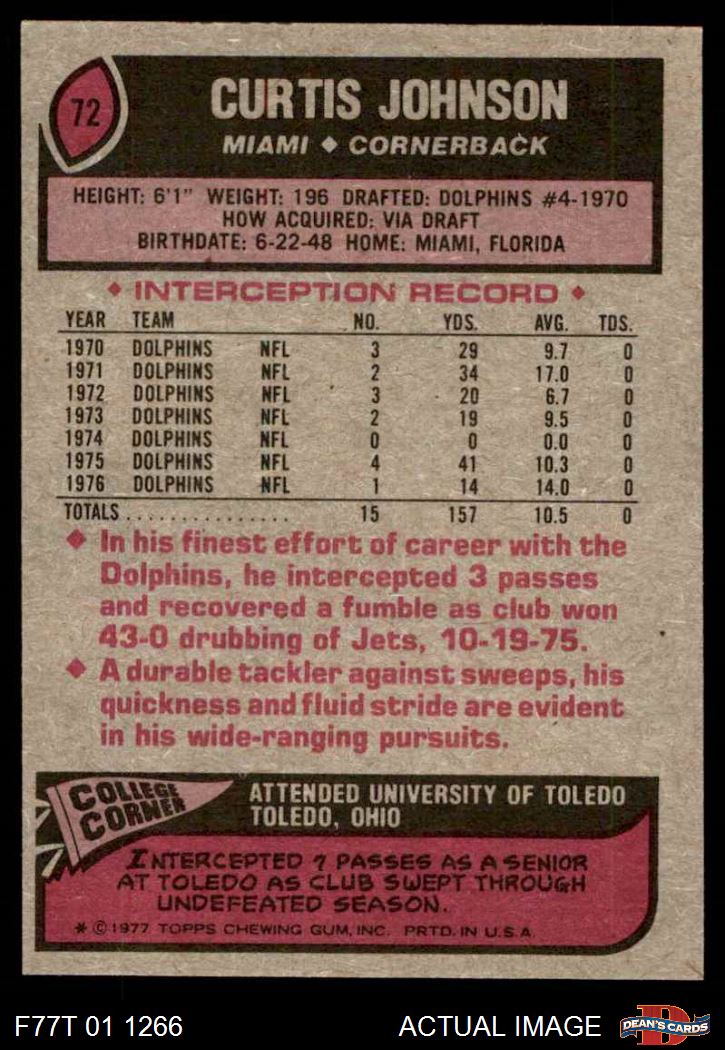 72
CURTIS JOHNSON
MIAMI ♦ CORNERBACK
HEIGHT: 6'1" WEIGHT: 196 DRAFTED: DOLPHINS #4-1970
HOW ACQUIRED: VIA DRAFT
BIRTHDATE: 6-22-48 HOME: MIAMI, FLORIDA
♦ INTERCEPTION RECORD ♦
YEAR TEAM NO. YDS. AVG. TDS.
1970 DOLPHINS NFL 3 29 9.7 0
1971 DOLPHINS NFL 2 34 17.0 0
1972 DOLPHINS NFL 3 20 6.7 0
1973 DOLPHINS NFL 2 19 9.5 0
1974 DOLPHINS NFL 0 0 0.0 0
1975 DOLPHINS NFL 4 41 10.3 0
1976 DOLPHINS NFL 1 14 14.0 0
TOTALS ................ 15 157 10.5 0
♦ In his finest effort of career with the
Dolphins, he intercepted 3 passes
and recovered a fumble as club won
43-0 drubbing of Jets, 10-19-75.
♦ A durable tackler against sweeps, his
quickness and fluid stride are evident
in his wide-ranging pursuits.
COLLEGE
CORNER
ATTENDED UNIVERSITY OF TOLEDO
TOLEDO, OHIO
INTERCEPTED 7 PASSES AS A SENIOR
AT TOLEDO AS CLUB SWEPT THROUGH
UNDEFEATED SEASON.
* © 1977 TOPPS CHEWING GUM, INC. PRTD. IN U.S.A.
F77T 01 1266 ACTUAL IMAGE
D
DEAN'S CARDS